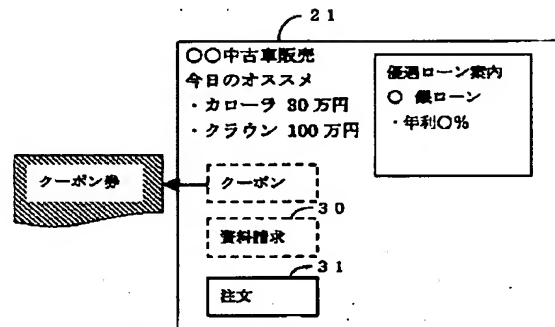 21
○○中古車販売
今日のオススメ
・カローラ 80万円
・クラウン 100万円
優遇ローン案内
○ 銀ローン
・年利○%
クーポン券
クーポン
30
資料請求
31
注文